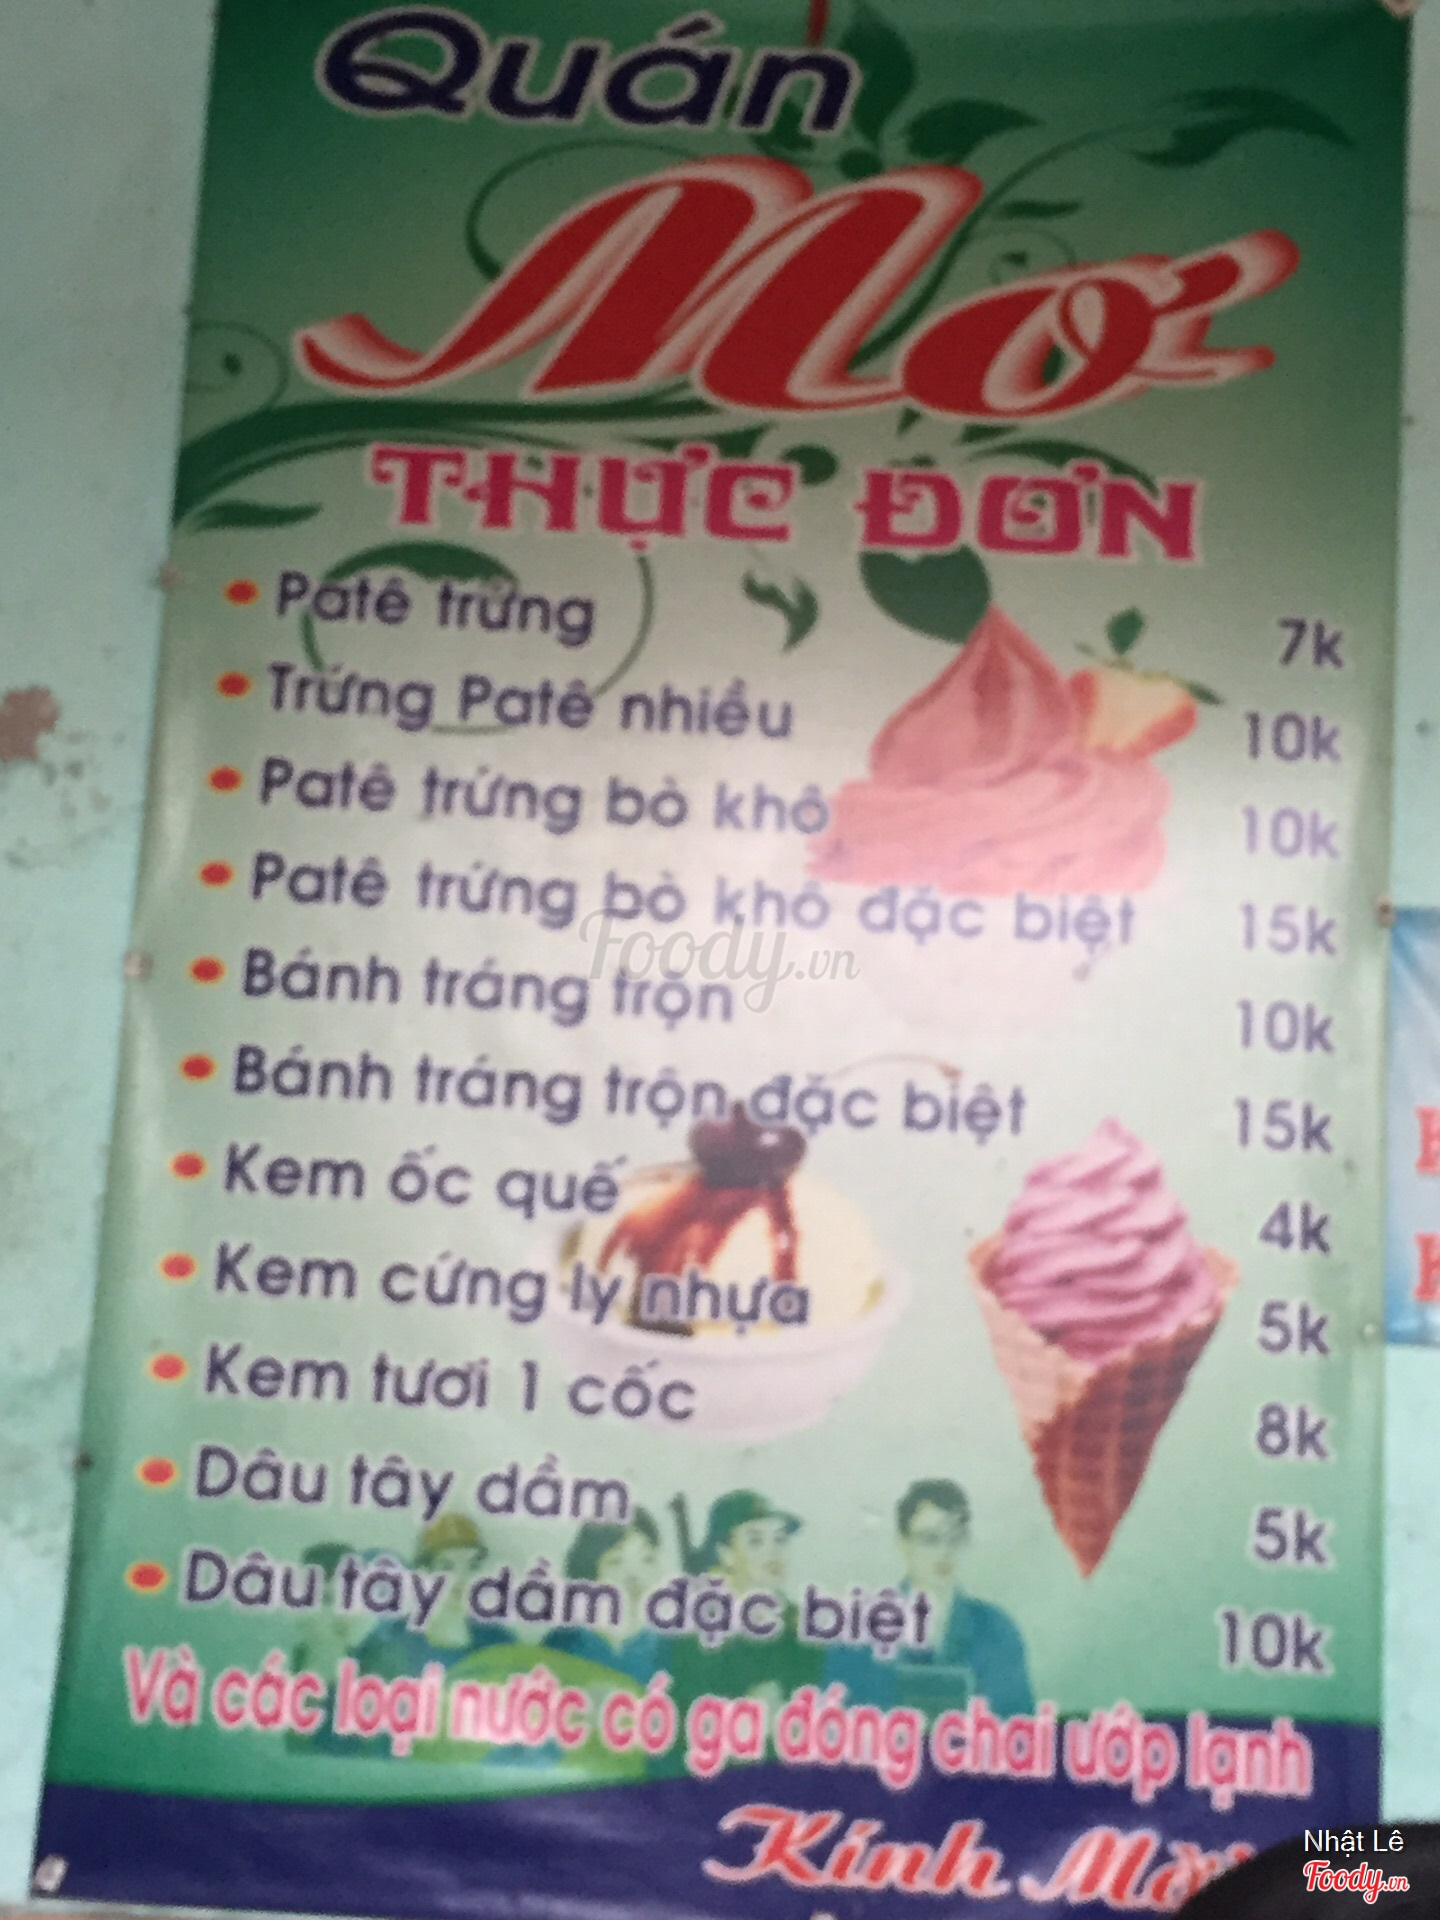 Quán
Mơ
THỰC ĐƠN
• Patê trứng 7k
• Trứng Patê nhiều 10k
• Patê trứng bò khô 10k
• Patê trứng bò khô đặc biệt 15k
• Bánh tráng trộn 10k
• Bánh tráng trộn đặc biệt 15k
• Kem ốc quế 4k
• Kem cứng ly nhựa 5k
• Kem tươi 1 cốc 8k
• Dâu tây dầm 5k
• Dâu tây dầm đặc biệt 10k
Và các loại nước có ga đóng chai ướp lạnh
Kính
Foody.vn
Nhật Lê
Foody.vn